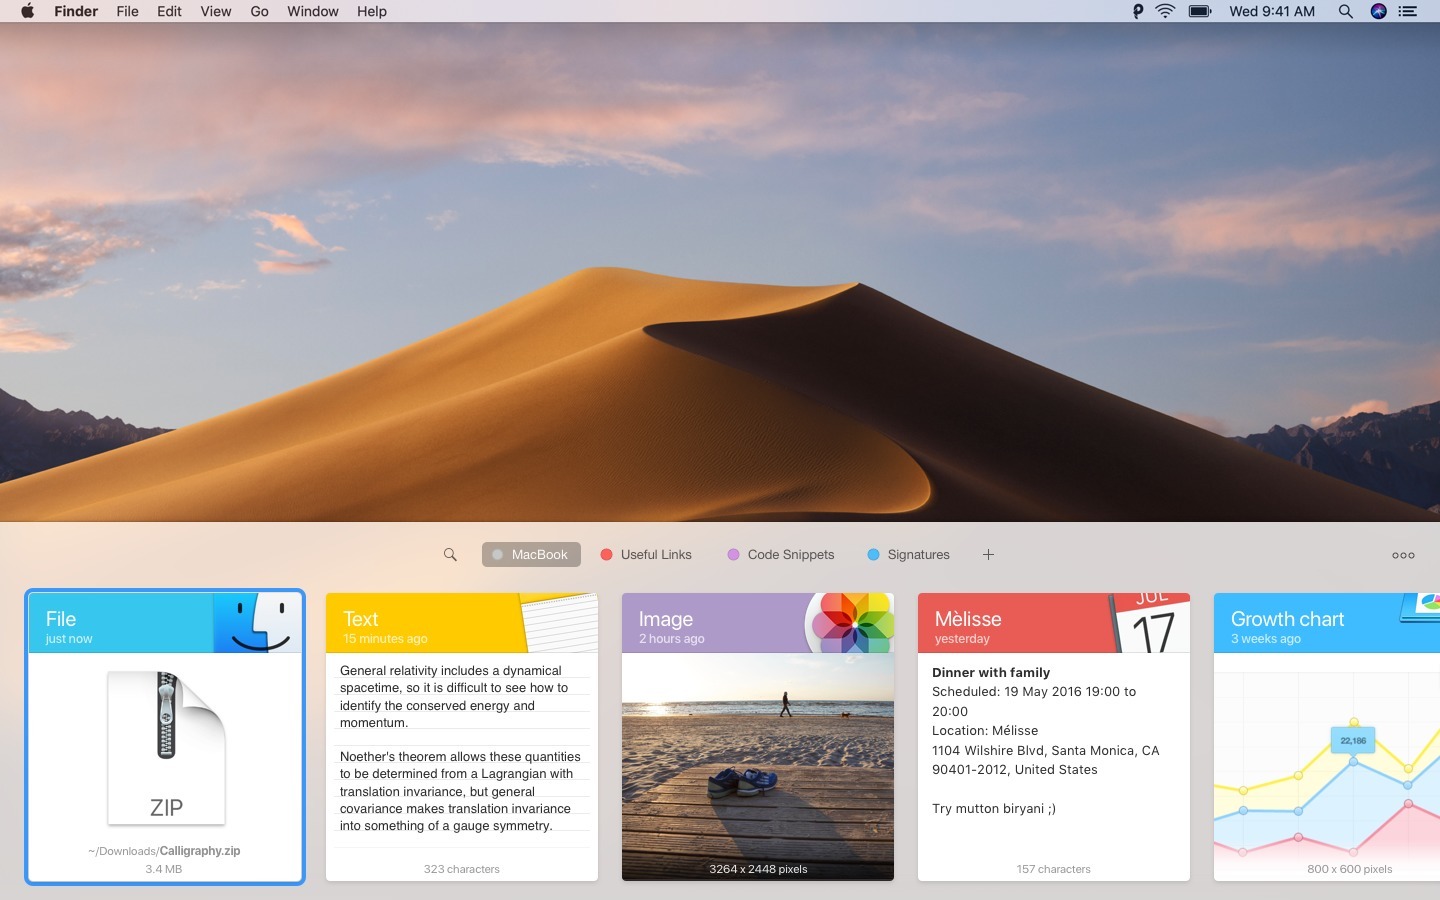 Finder File Edit View Go Window Help
Wed 9:41 AM
MacBook
Useful Links
Code Snippets
Signatures
File
just now
ZIP
~/Downloads/Calligraphy.zip
3.4 MB
Text
15 minutes ago
General relativity includes a dynamical
spacetime, so it is difficult to see how to
identify the conserved energy and
momentum.
Noether's theorem allows these quantities
to be determined from a Lagrangian with
translation invariance, but general
covariance makes translation invariance
into something of a gauge symmetry.
323 characters
Image
2 hours ago
3264 x 2448 pixels
Mèlisse
yesterday
JUL
17
Dinner with family
Scheduled: 19 May 2016 19:00 to
20:00
Location: Mélisse
1104 Wilshire Blvd, Santa Monica, CA
90401-2012, United States
Try mutton biryani ;)
157 characters
Growth chart
3 weeks ago
22,186
800 x 600 pixels